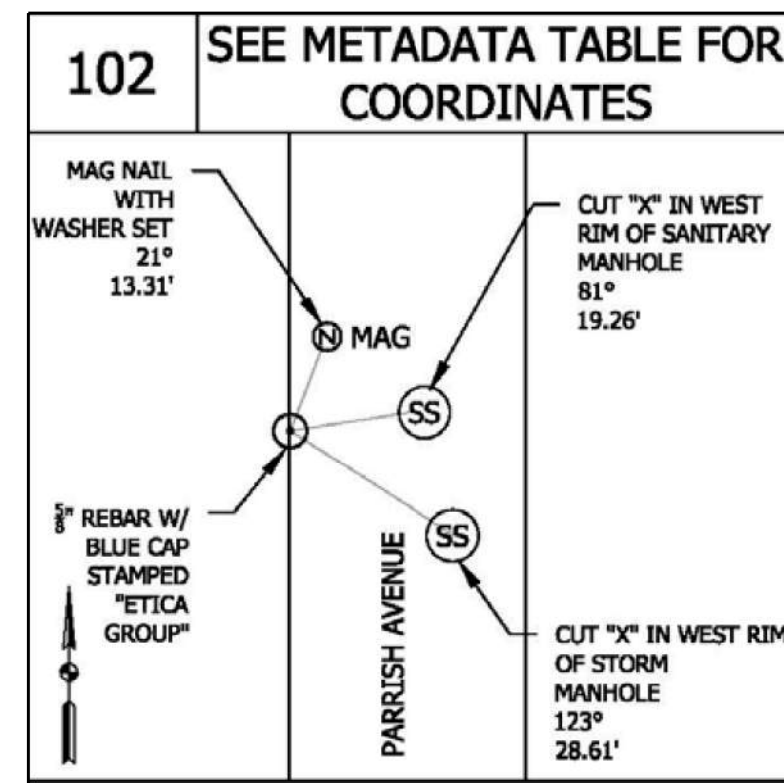 102
SEE METADATA TABLE FOR
COORDINATES
MAG NAIL
WITH
WASHER SET
21°
13.31'
CUT "X" IN WEST
RIM OF SANITARY
MANHOLE
81°
19.26'
N MAG
SS
SS
5/8" REBAR W/
BLUE CAP
STAMPED
"ETICA
GROUP"
PARRISH AVENUE
CUT "X" IN WEST RIM
OF STORM
MANHOLE
123°
28.61'